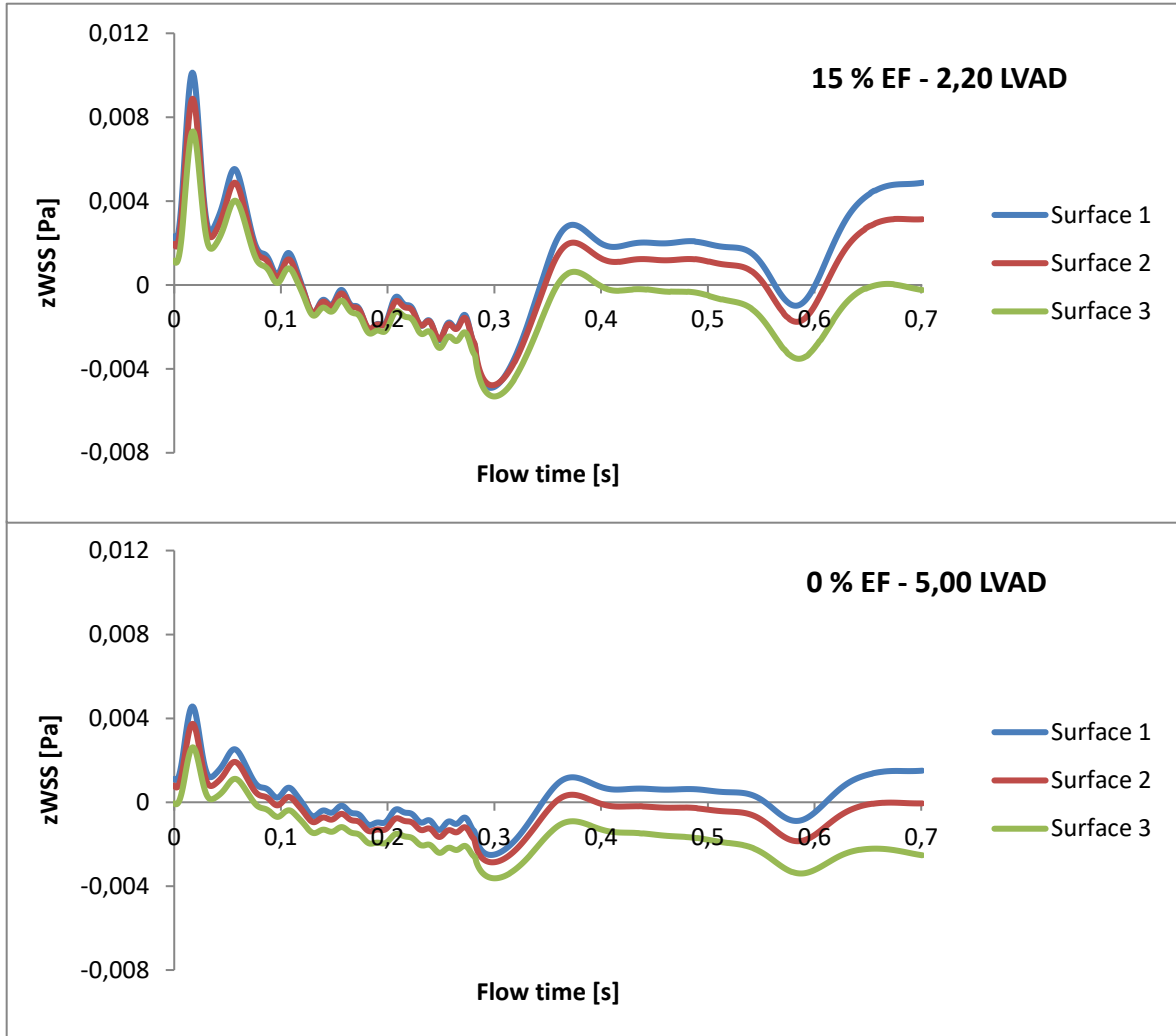 0,012
15 % EF - 2,20 LVAD
0,008
0,004
0
-0,004
-0,008
zWSS [Pa]
0 0,1 0,2 0,3 0,4 0,5 0,6 0,7
Flow time [s]
Surface 1
Surface 2
Surface 3
0,012
0 % EF - 5,00 LVAD
0,008
0,004
0
-0,004
-0,008
zWSS [Pa]
0 0,1 0,2 0,3 0,4 0,5 0,6 0,7
Flow time [s]
Surface 1
Surface 2
Surface 3